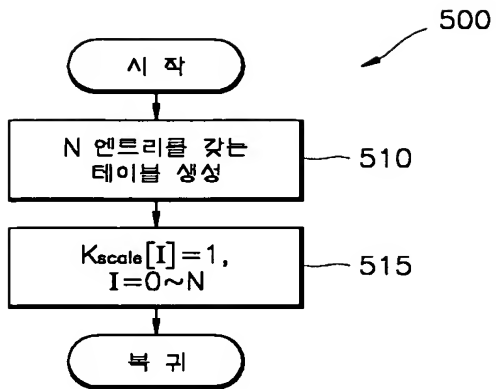 500
시 작
N 엔트리를 갖는
테이블 생성
510
Kscale[I]=1,
I=0~N
515
복 귀